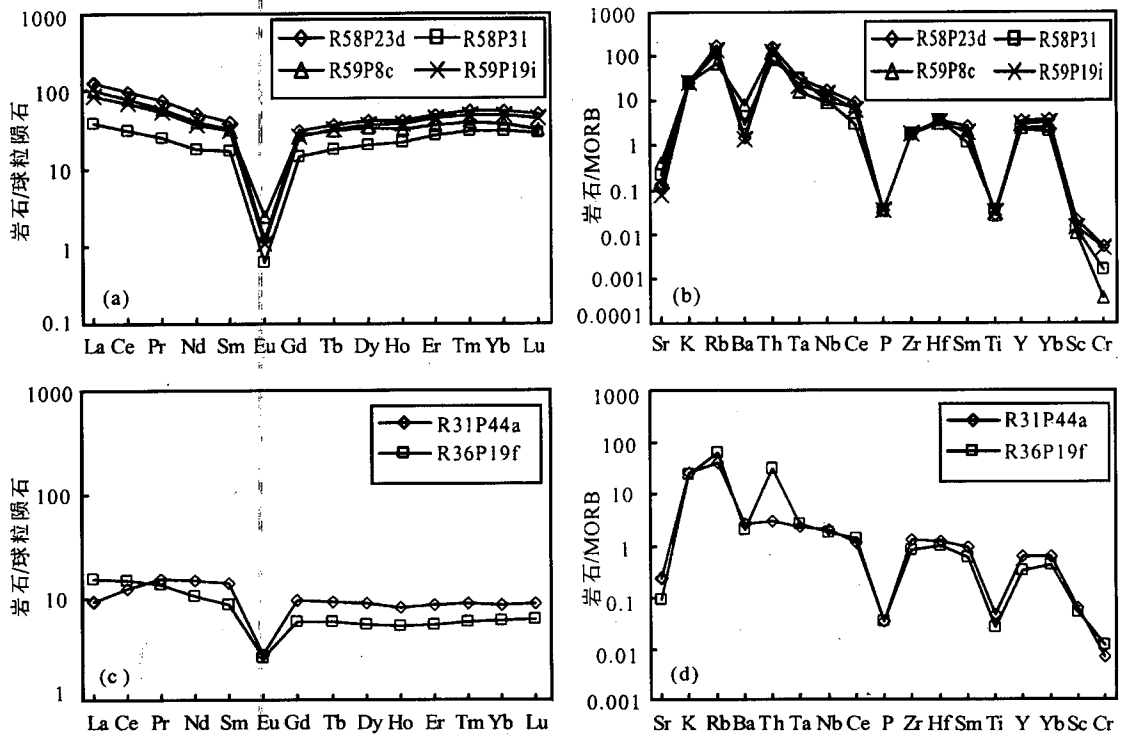 1000
100
10
1
0.1
岩石/球粒陨石
R58P23d R58P31
R59P8c R59P19i
(a)
La Ce Pr Nd Sm Eu Gd Tb Dy Ho Er Tm Yb Lu
1000
100
10
1
0.1
0.01
0.001
0.0001
岩石/MORB
R58P23d R58P31
R59P8c R59P19i
(b)
Sr K Rb Ba Th Ta Nb Ce P Zr Hf Sm Ti Y Yb Sc Cr
1000
100
10
1
岩石/球粒陨石
R31P44a
R36P19f
(c)
La Ce Pr Nd Sm Eu Gd Tb Dy Ho Er Tm Yb Lu
1000
100
10
1
0.1
0.01
0.001
岩石/MORB
R31P44a
R36P19f
(d)
Sr K Rb Ba Th Ta Nb Ce P Zr Hf Sm Ti Y Yb Sc Cr